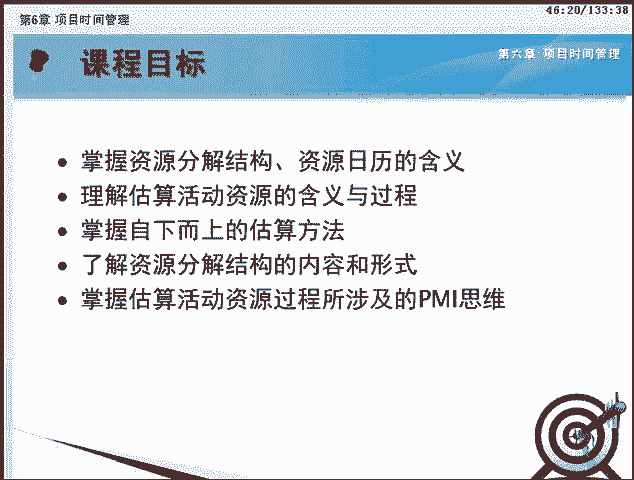 46:20/133:38
第6章 项目时间管理
课程目标
第六章 项目时间管理
• 掌握资源分解结构、资源日历的含义
• 理解估算活动资源的含义与过程
• 掌握自下而上的估算方法
• 了解资源分解结构的内容和形式
• 掌握估算活动资源过程所涉及的PMI思维